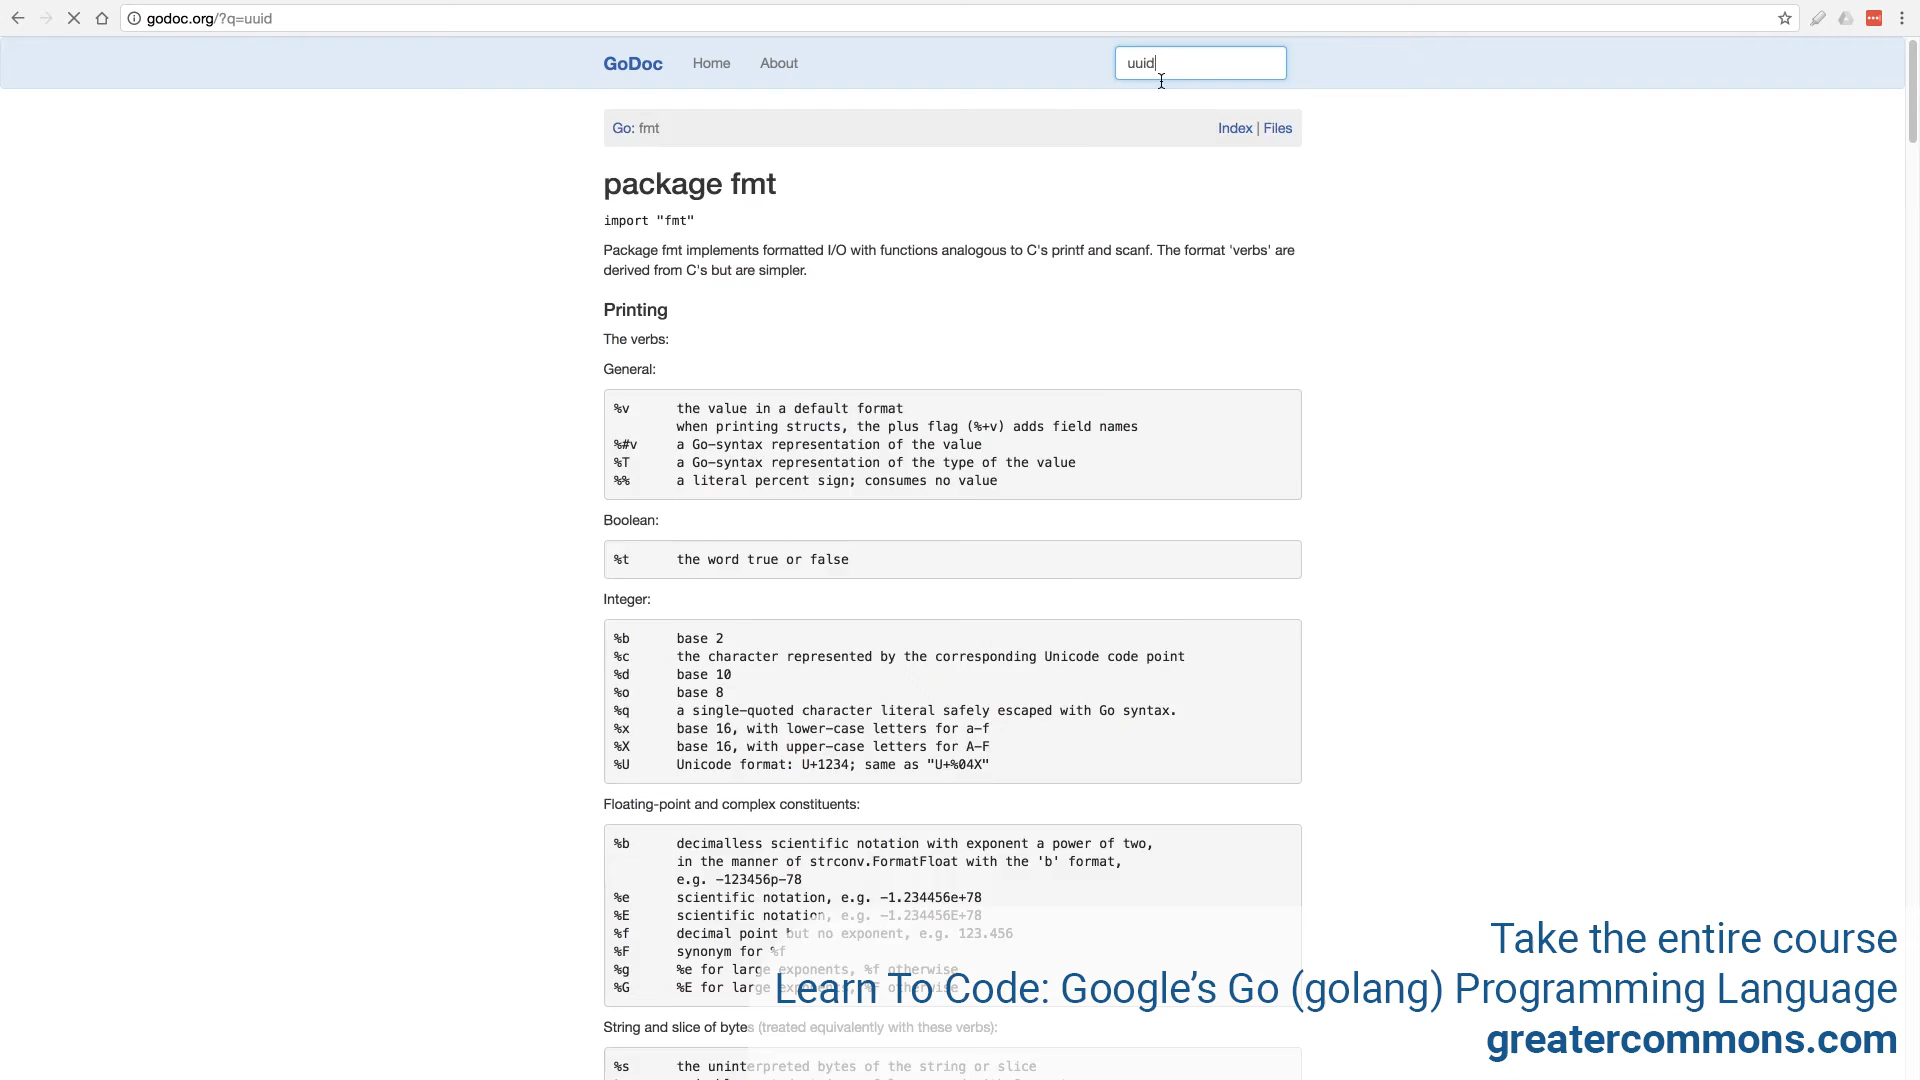 godoc.org/?q=uuid
GoDoc Home About uuid
Go: fmt Index | Files
package fmt
import "fmt"
Package fmt implements formatted I/O with functions analogous to C's printf and scanf. The format 'verbs' are
derived from C's but are simpler.
Printing
The verbs:
General:
%v the value in a default format
when printing structs, the plus flag (%+v) adds field names
%#v a Go-syntax representation of the value
%T a Go-syntax representation of the type of the value
%% a literal percent sign; consumes no value
Boolean:
%t the word true or false
Integer:
%b base 2
%c the character represented by the corresponding Unicode code point
%d base 10
%o base 8
%q a single-quoted character literal safely escaped with Go syntax.
%x base 16, with lower-case letters for a-f
%X base 16, with upper-case letters for A-F
%U Unicode format: U+1234; same as "U+%04X"
Floating-point and complex constituents:
%b decimalless scientific notation with exponent a power of two,
in the manner of strconv.FormatFloat with the 'b' format,
e.g. -123456p-78
%e scientific notation, e.g. -1.234456e+78
%E scientific notation, e.g. -1.234456E+78
%f decimal point but no exponent, e.g. 123.456
%F synonym for %f
%g %e for large exponents, %f otherwise
%G %E for large exponents, %F otherwise
String and slice of bytes (treated equivalently with these verbs):
%s the uninterpreted bytes of the string or slice
Take the entire course
Learn To Code: Google’s Go (golang) Programming Language
greatercommons.com